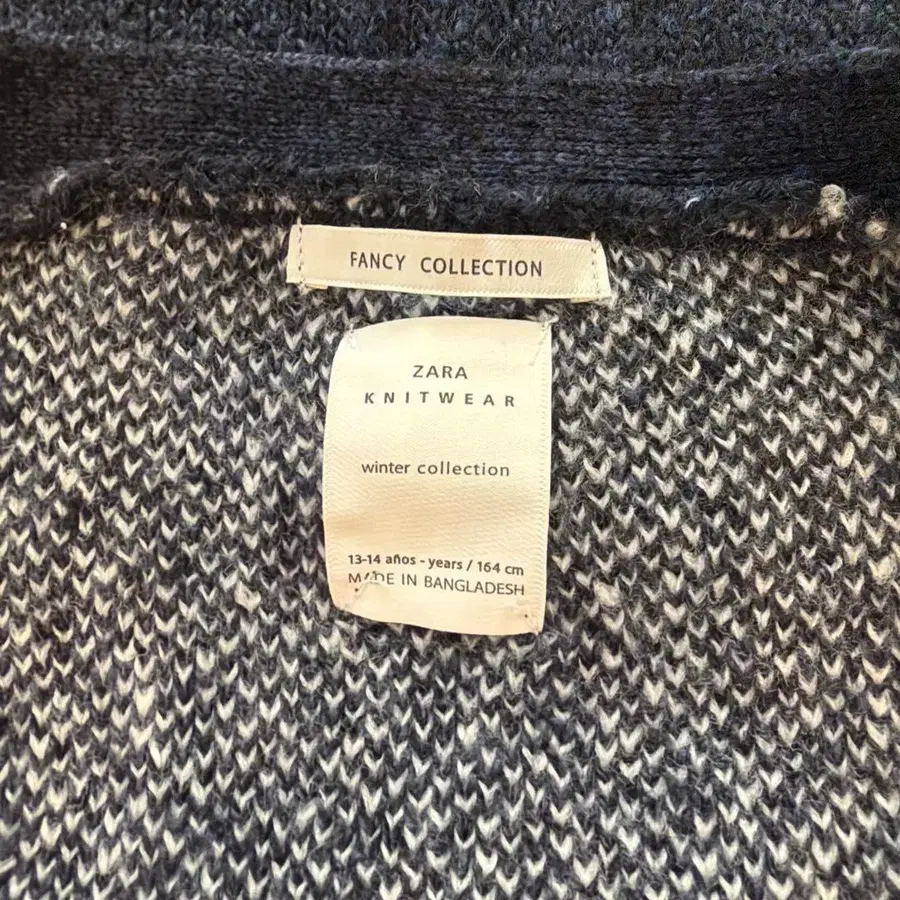 FANCY COLLECTION
ZARA
KNITWEAR
winter collection
13-14 años - years / 164 cm
MADE IN BANGLADESH